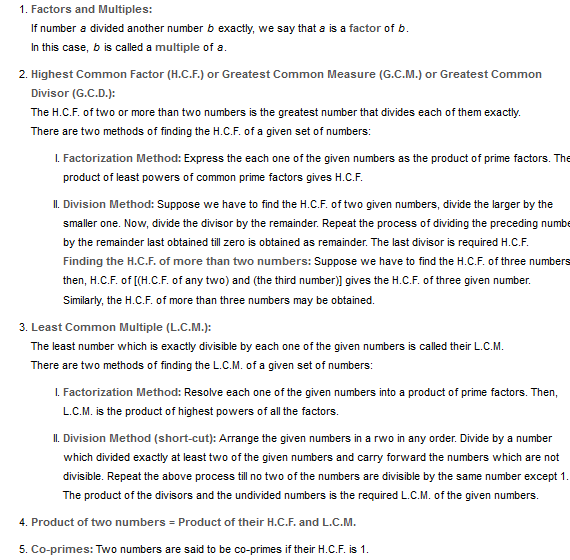 1. Factors and Multiples:
If number a divided another number b exactly, we say that a is a factor of b.
In this case, b is called a multiple of a.
2. Highest Common Factor (H.C.F.) or Greatest Common Measure (G.C.M.) or Greatest Common
Divisor (G.C.D.):
The H.C.F. of two or more than two numbers is the greatest number that divides each of them exactly.
There are two methods of finding the H.C.F. of a given set of numbers:
I. Factorization Method: Express the each one of the given numbers as the product of prime factors. The
product of least powers of common prime factors gives H.C.F.
II. Division Method: Suppose we have to find the H.C.F. of two given numbers, divide the larger by the
smaller one. Now, divide the divisor by the remainder. Repeat the process of dividing the preceding numbe
by the remainder last obtained till zero is obtained as remainder. The last divisor is required H.C.F.
Finding the H.C.F. of more than two numbers: Suppose we have to find the H.C.F. of three numbers
then, H.C.F. of [(H.C.F. of any two) and (the third number)] gives the H.C.F. of three given number.
Similarly, the H.C.F. of more than three numbers may be obtained.
3. Least Common Multiple (L.C.M.):
The least number which is exactly divisible by each one of the given numbers is called their L.C.M.
There are two methods of finding the L.C.M. of a given set of numbers:
I. Factorization Method: Resolve each one of the given numbers into a product of prime factors. Then,
L.C.M. is the product of highest powers of all the factors.
II. Division Method (short-cut): Arrange the given numbers in a rwo in any order. Divide by a number
which divided exactly at least two of the given numbers and carry forward the numbers which are not
divisible. Repeat the above process till no two of the numbers are divisible by the same number except 1.
The product of the divisors and the undivided numbers is the required L.C.M. of the given numbers.
4. Product of two numbers = Product of their H.C.F. and L.C.M.
5. Co-primes: Two numbers are said to be co-primes if their H.C.F. is 1.